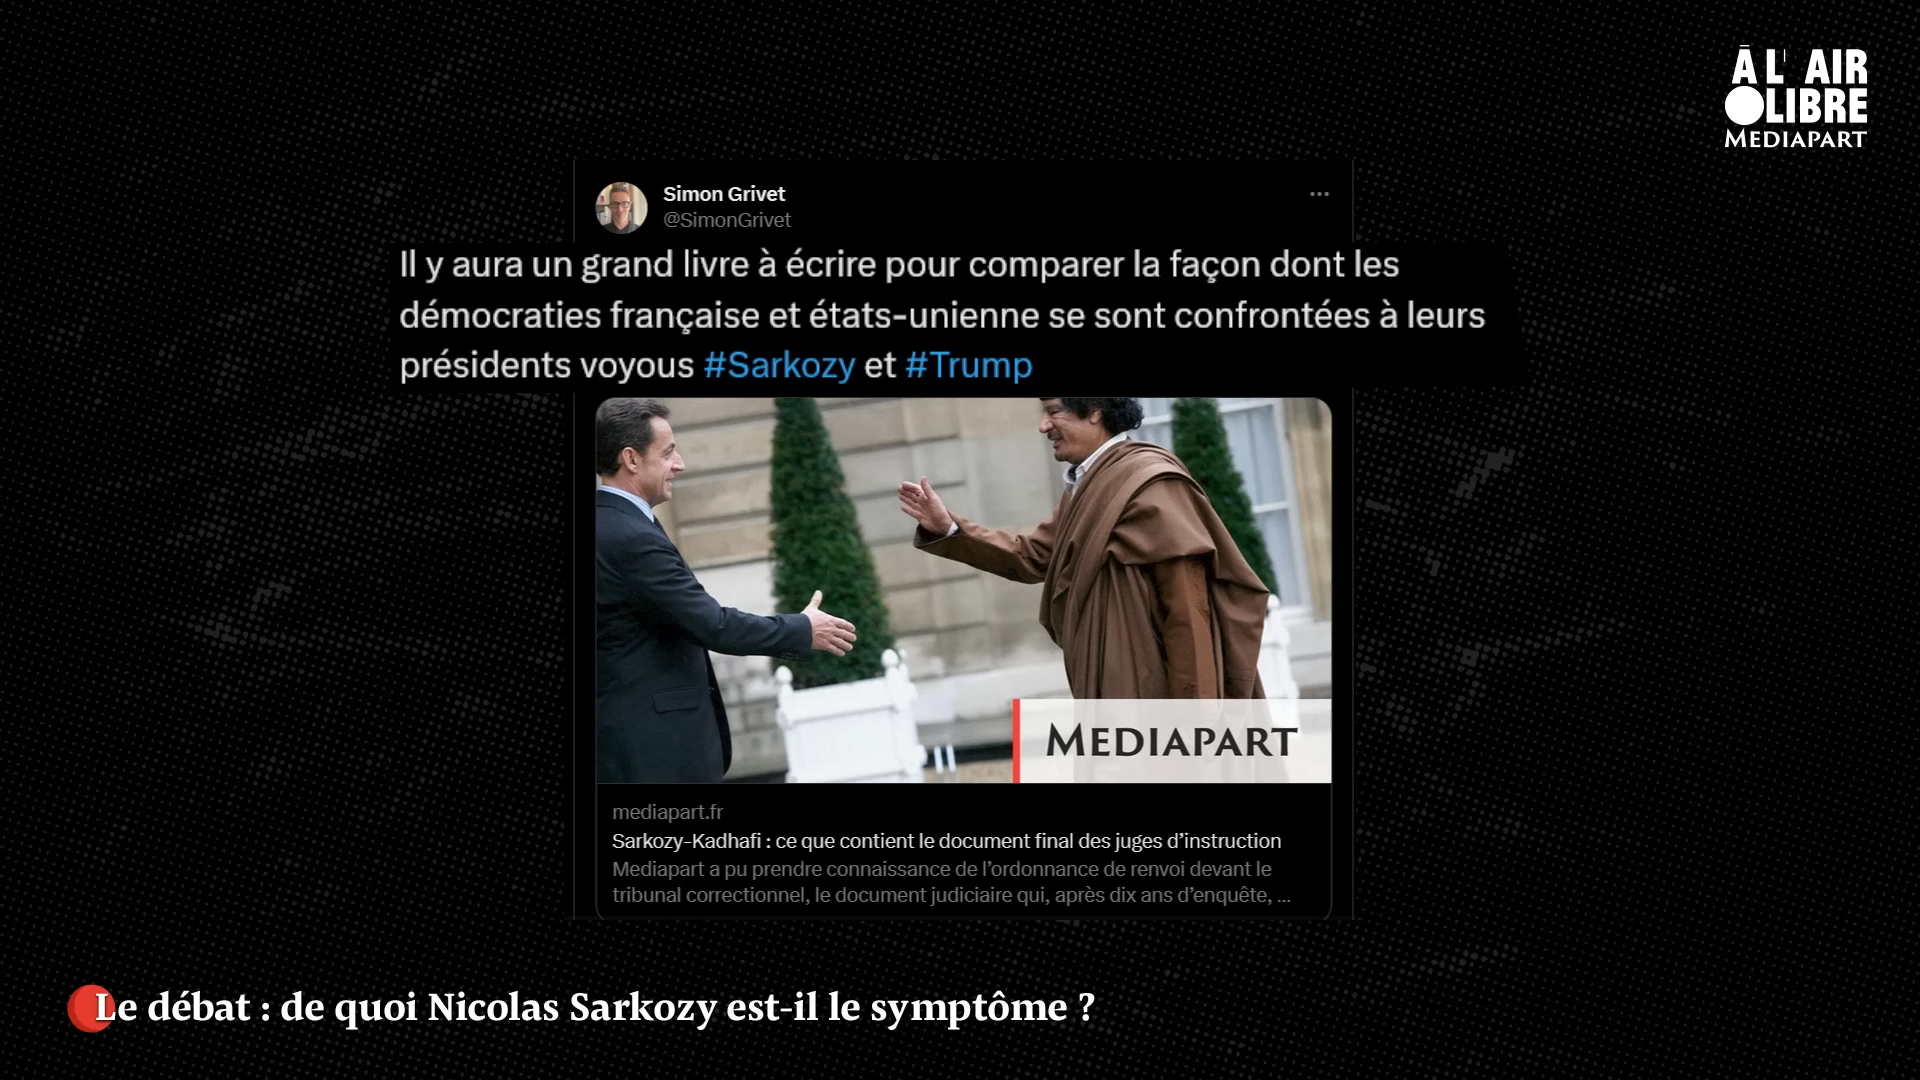 À L' AIR
LIBRE
MEDIAPART
Simon Grivet
@SimonGrivet
Il y aura un grand livre à écrire pour comparer la façon dont les
démocraties française et états-unienne se sont confrontées à leurs
présidents voyous #Sarkozy et #Trump
MEDIAPART
mediapart.fr
Sarkozy-Kadhafi : ce que contient le document final des juges d’instruction
Mediapart a pu prendre connaissance de l’ordonnance de renvoi devant le
tribunal correctionnel, le document judiciaire qui, après dix ans d’enquête, ...
Le débat : de quoi Nicolas Sarkozy est-il le symptôme ?